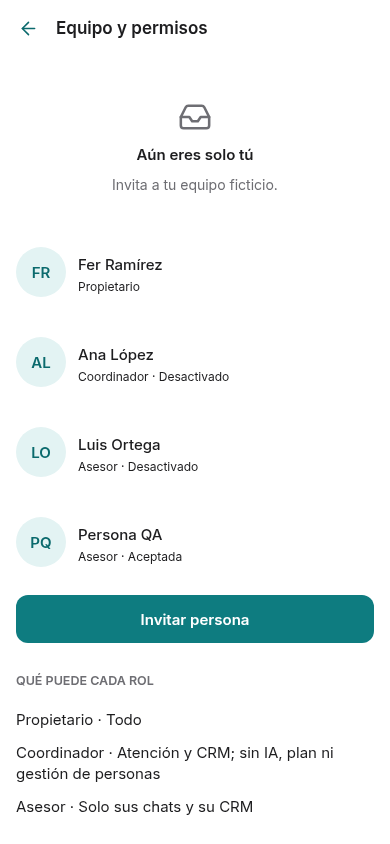 Equipo y permisos
Aún eres solo tú
Invita a tu equipo ficticio.
FR
Fer Ramírez
Propietario
AL
Ana López
Coordinador · Desactivado
LO
Luis Ortega
Asesor · Desactivado
PQ
Persona QA
Asesor · Aceptada
Invitar persona
QUÉ PUEDE CADA ROL
Propietario · Todo
Coordinador · Atención y CRM; sin IA, plan ni
gestión de personas
Asesor · Solo sus chats y su CRM